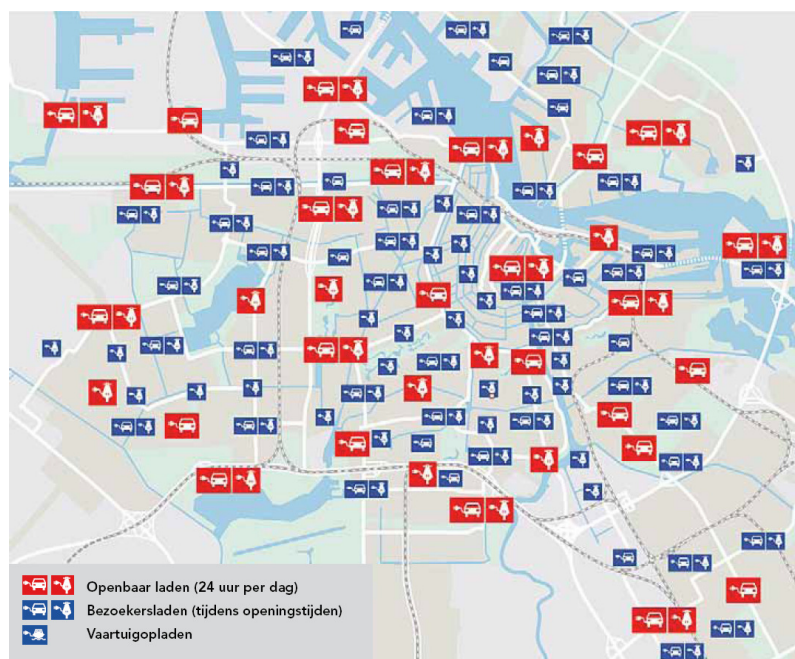 Openbaar laden (24 uur per dag)
Bezoekersladen (tijdens openingstijden)
Vaartuigopladen